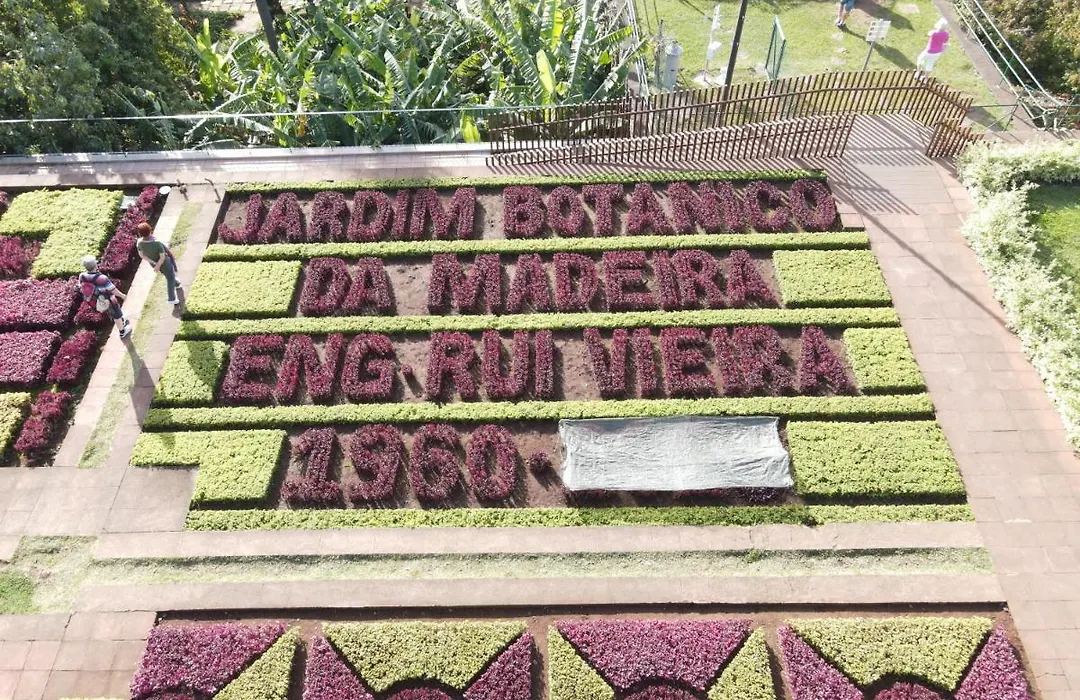 JARDIM BOTANICO
DA MADEIRA
ENG. RUI VIEIRA
1960 •